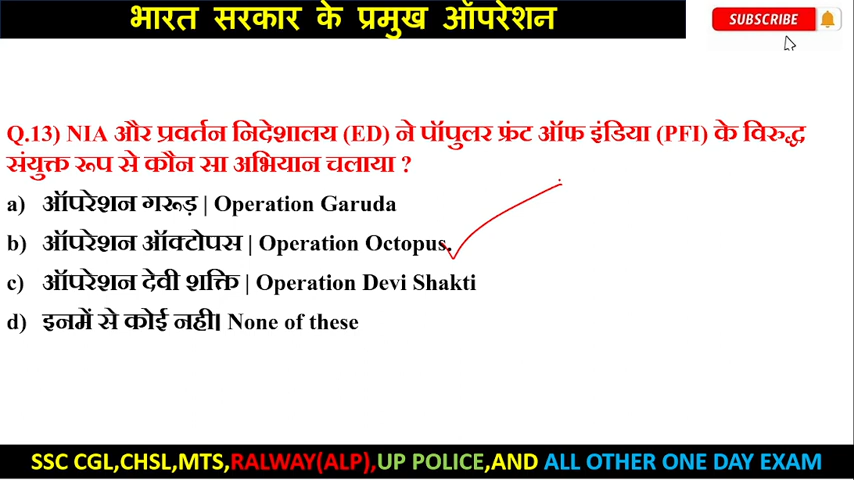 भारत सरकार के प्रमुख ऑपरेशन
SUBSCRIBE
Q.13) NIA और प्रवर्तन निदेशालय (ED) ने पॉपुलर फ्रंट ऑफ इंडिया (PFI) के विरुद्ध
संयुक्त रूप से कौन सा अभियान चलाया ?
a) ऑपरेशन गरूड़ | Operation Garuda
b) ऑपरेशन ऑक्टोपस | Operation Octopus.
c) ऑपरेशन देवी शक्ति | Operation Devi Shakti
d) इनमें से कोई नही। None of these
SSC CGL,CHSL,MTS,RALWAY(ALP),UP POLICE,AND ALL OTHER ONE DAY EXAM